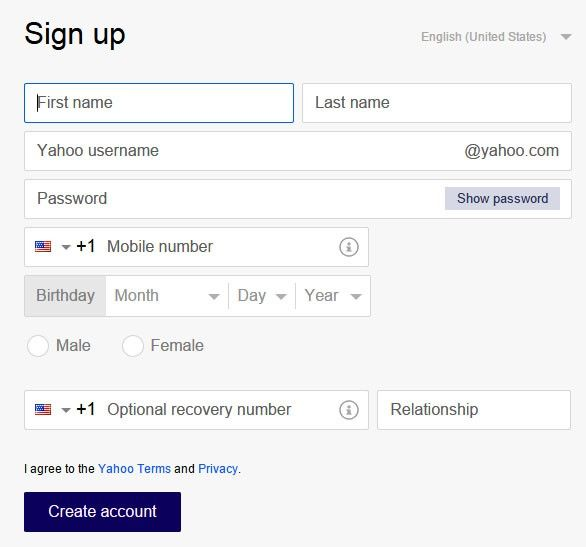 Sign up
English (United States)
First name
Last name
Yahoo username @yahoo.com
Password Show password
+1 Mobile number
Birthday Month Day Year
Male Female
+1 Optional recovery number
Relationship
I agree to the Yahoo Terms and Privacy.
Create account